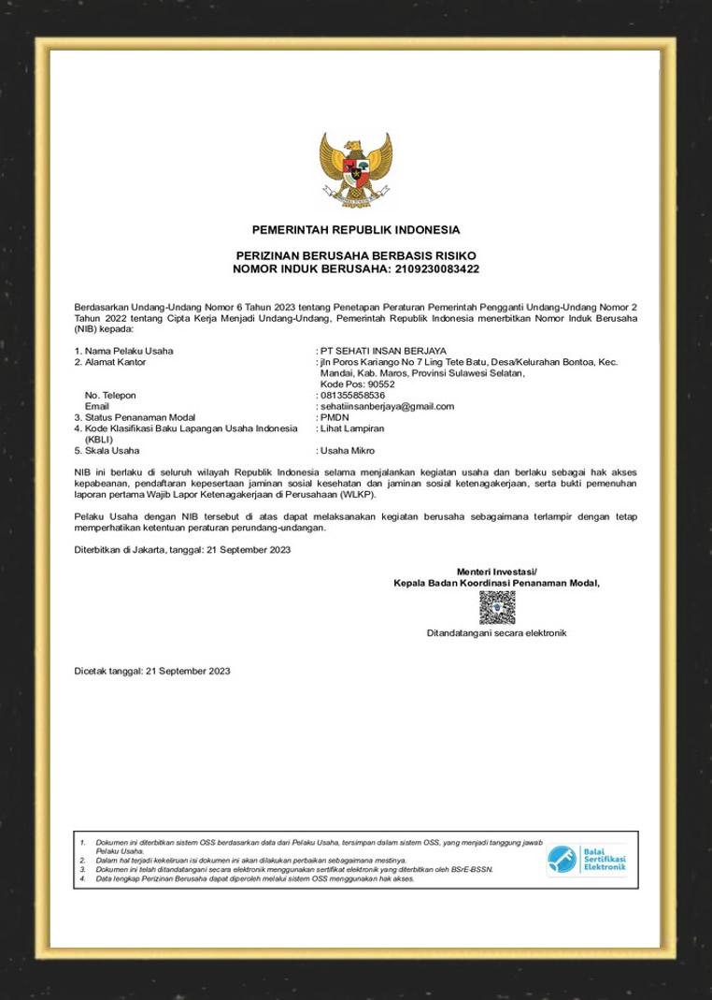 PEMERINTAH REPUBLIK INDONESIA
PERIZINAN BERUSAHA BERBASIS RISIKO
NOMOR INDUK BERUSAHA: 2109230083422
Berdasarkan Undang-Undang Nomor 6 Tahun 2023 tentang Penetapan Peraturan Pemerintah Pengganti Undang-Undang Nomor 2
Tahun 2022 tentang Cipta Kerja Menjadi Undang-Undang, Pemerintah Republik Indonesia menerbitkan Nomor Induk Berusaha
(NIB) kepada:
1. Nama Pelaku Usaha : PT SEHATI INSAN BERJAYA
2. Alamat Kantor : jln Poros Kariango No 7 Ling Tete Batu, Desa/Kelurahan Bontoa, Kec.
Mandai, Kab. Maros, Provinsi Sulawesi Selatan,
Kode Pos: 90552
No. Telepon : 081355858536
Email : sehatiinsanberjaya@gmail.com
3. Status Penanaman Modal : PMDN
4. Kode Klasifikasi Baku Lapangan Usaha Indonesia : Lihat Lampiran
(KBLI)
5. Skala Usaha : Usaha Mikro
NIB ini berlaku di seluruh wilayah Republik Indonesia selama menjalankan kegiatan usaha dan berlaku sebagai hak akses
kepabeanan, pendaftaran kepesertaan jaminan sosial kesehatan dan jaminan sosial ketenagakerjaan, serta bukti pemenuhan
laporan pertama Wajib Lapor Ketenagakerjaan di Perusahaan (WLKP).
Pelaku Usaha dengan NIB tersebut di atas dapat melaksanakan kegiatan berusaha sebagaimana terlampir dengan tetap
memperhatikan ketentuan peraturan perundang-undangan.
Diterbitkan di Jakarta, tanggal: 21 September 2023
Menteri Investasi/
Kepala Badan Koordinasi Penanaman Modal,
Ditandatangani secara elektronik
Dicetak tanggal: 21 September 2023
1. Dokumen ini diterbitkan sistem OSS berdasarkan data dari Pelaku Usaha, tersimpan dalam sistem OSS, yang menjadi tanggung jawab
Pelaku Usaha.
2. Dalam hal terjadi kekeliruan isi dokumen ini akan dilakukan perbaikan sebagaimana mestinya.
3. Dokumen ini telah ditandatangani secara elektronik menggunakan sertifikat elektronik yang diterbitkan oleh BSrE-BSSN.
4. Data lengkap Perizinan Berusaha dapat diperoleh melalui sistem OSS menggunakan hak akses.
Balai
Sertifikasi
Elektronik